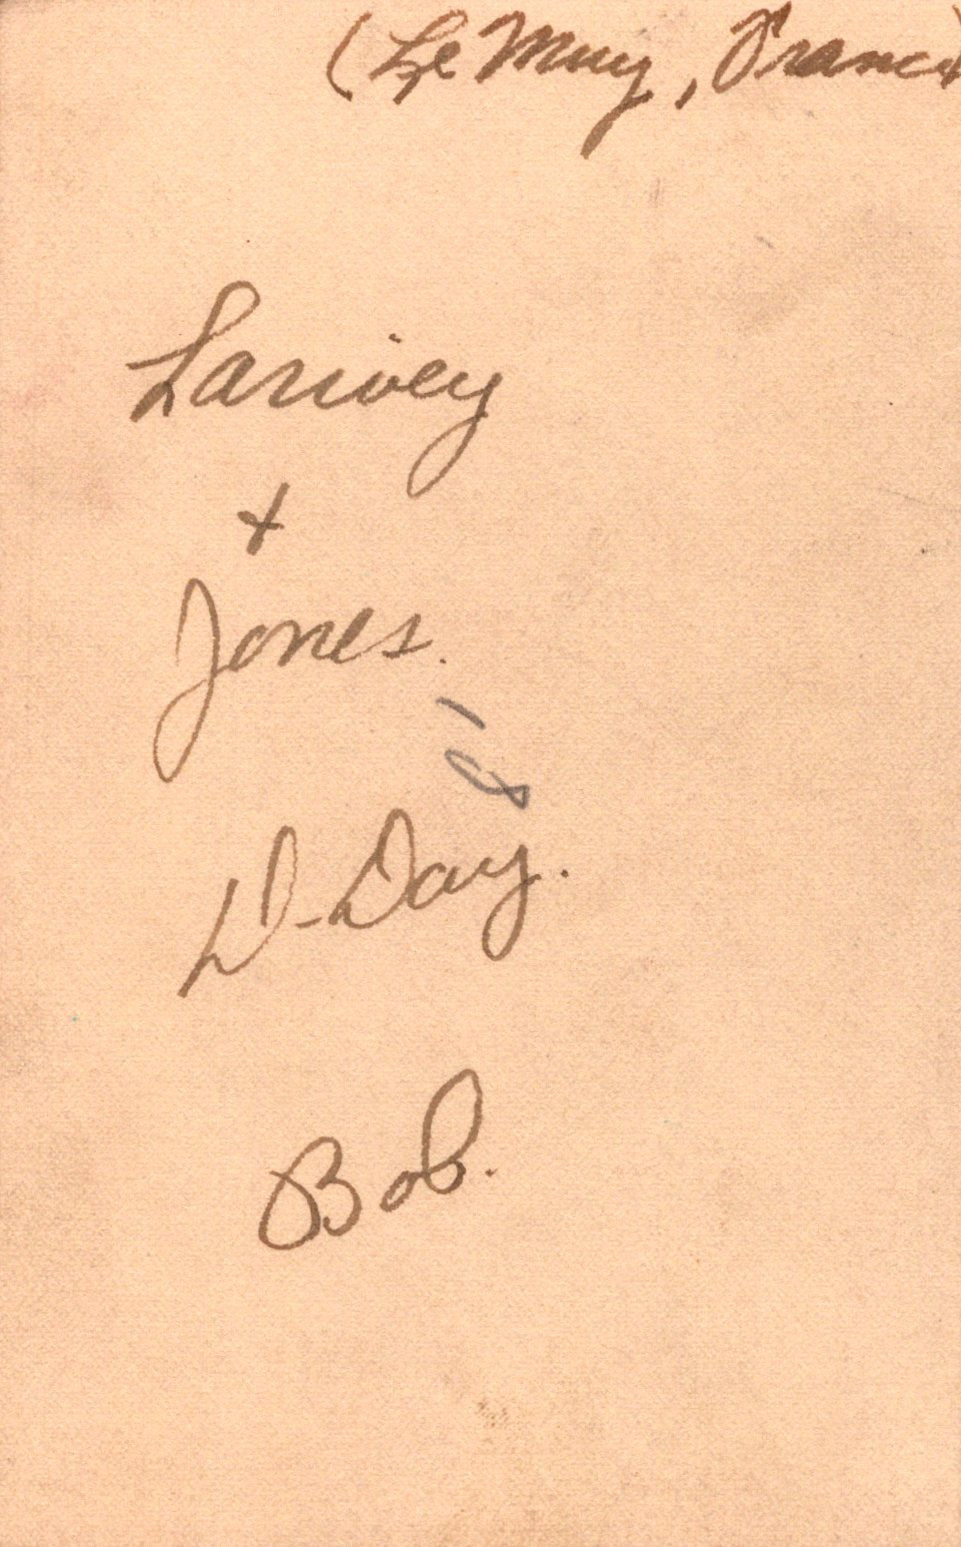 (Le Muy, France)
Larivey
+
Jones.
D-Day.
Bob.